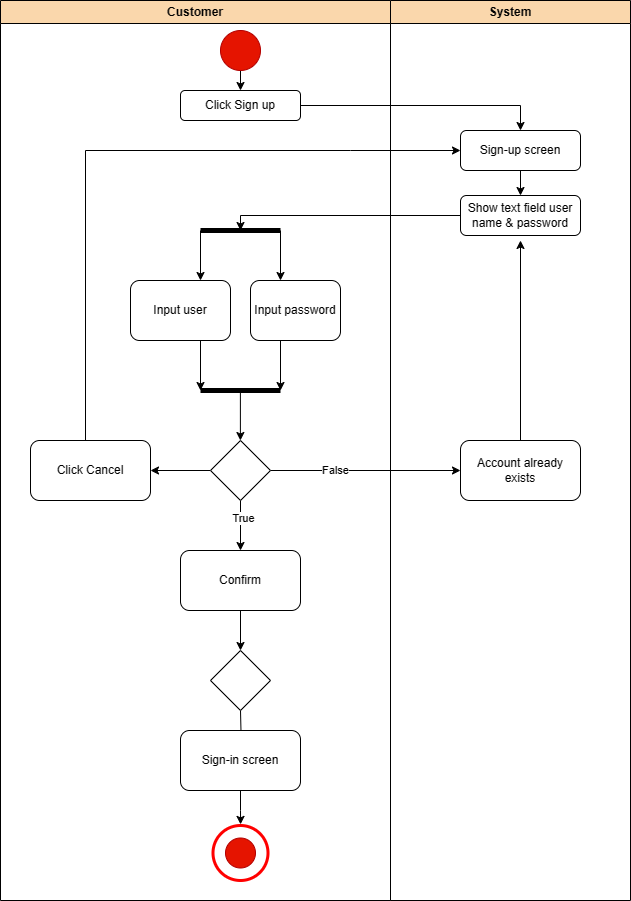 Customer
System
Click Sign up
Sign-up screen
Show text field user
name & password
Input user
Input password
Click Cancel
False
Account already
exists
True
Confirm
Sign-in screen